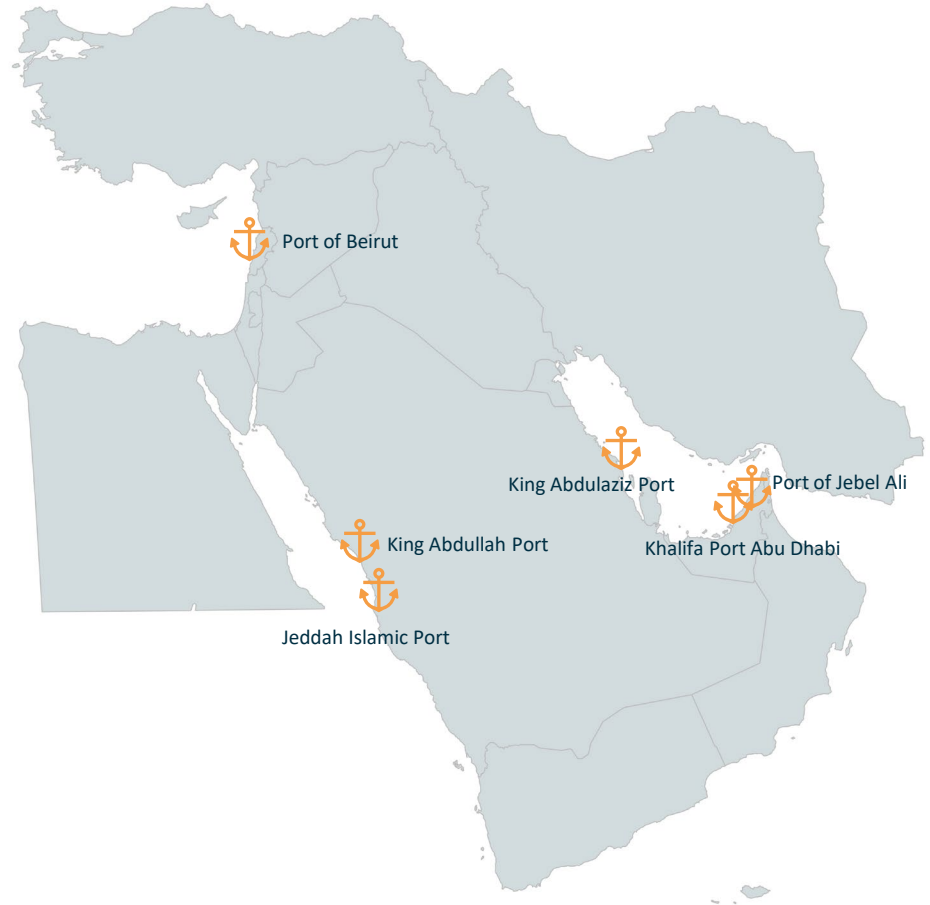 Port of Beirut
King Abdulaziz Port
Port of Jebel Ali
Khalifa Port Abu Dhabi
King Abdullah Port
Jeddah Islamic Port